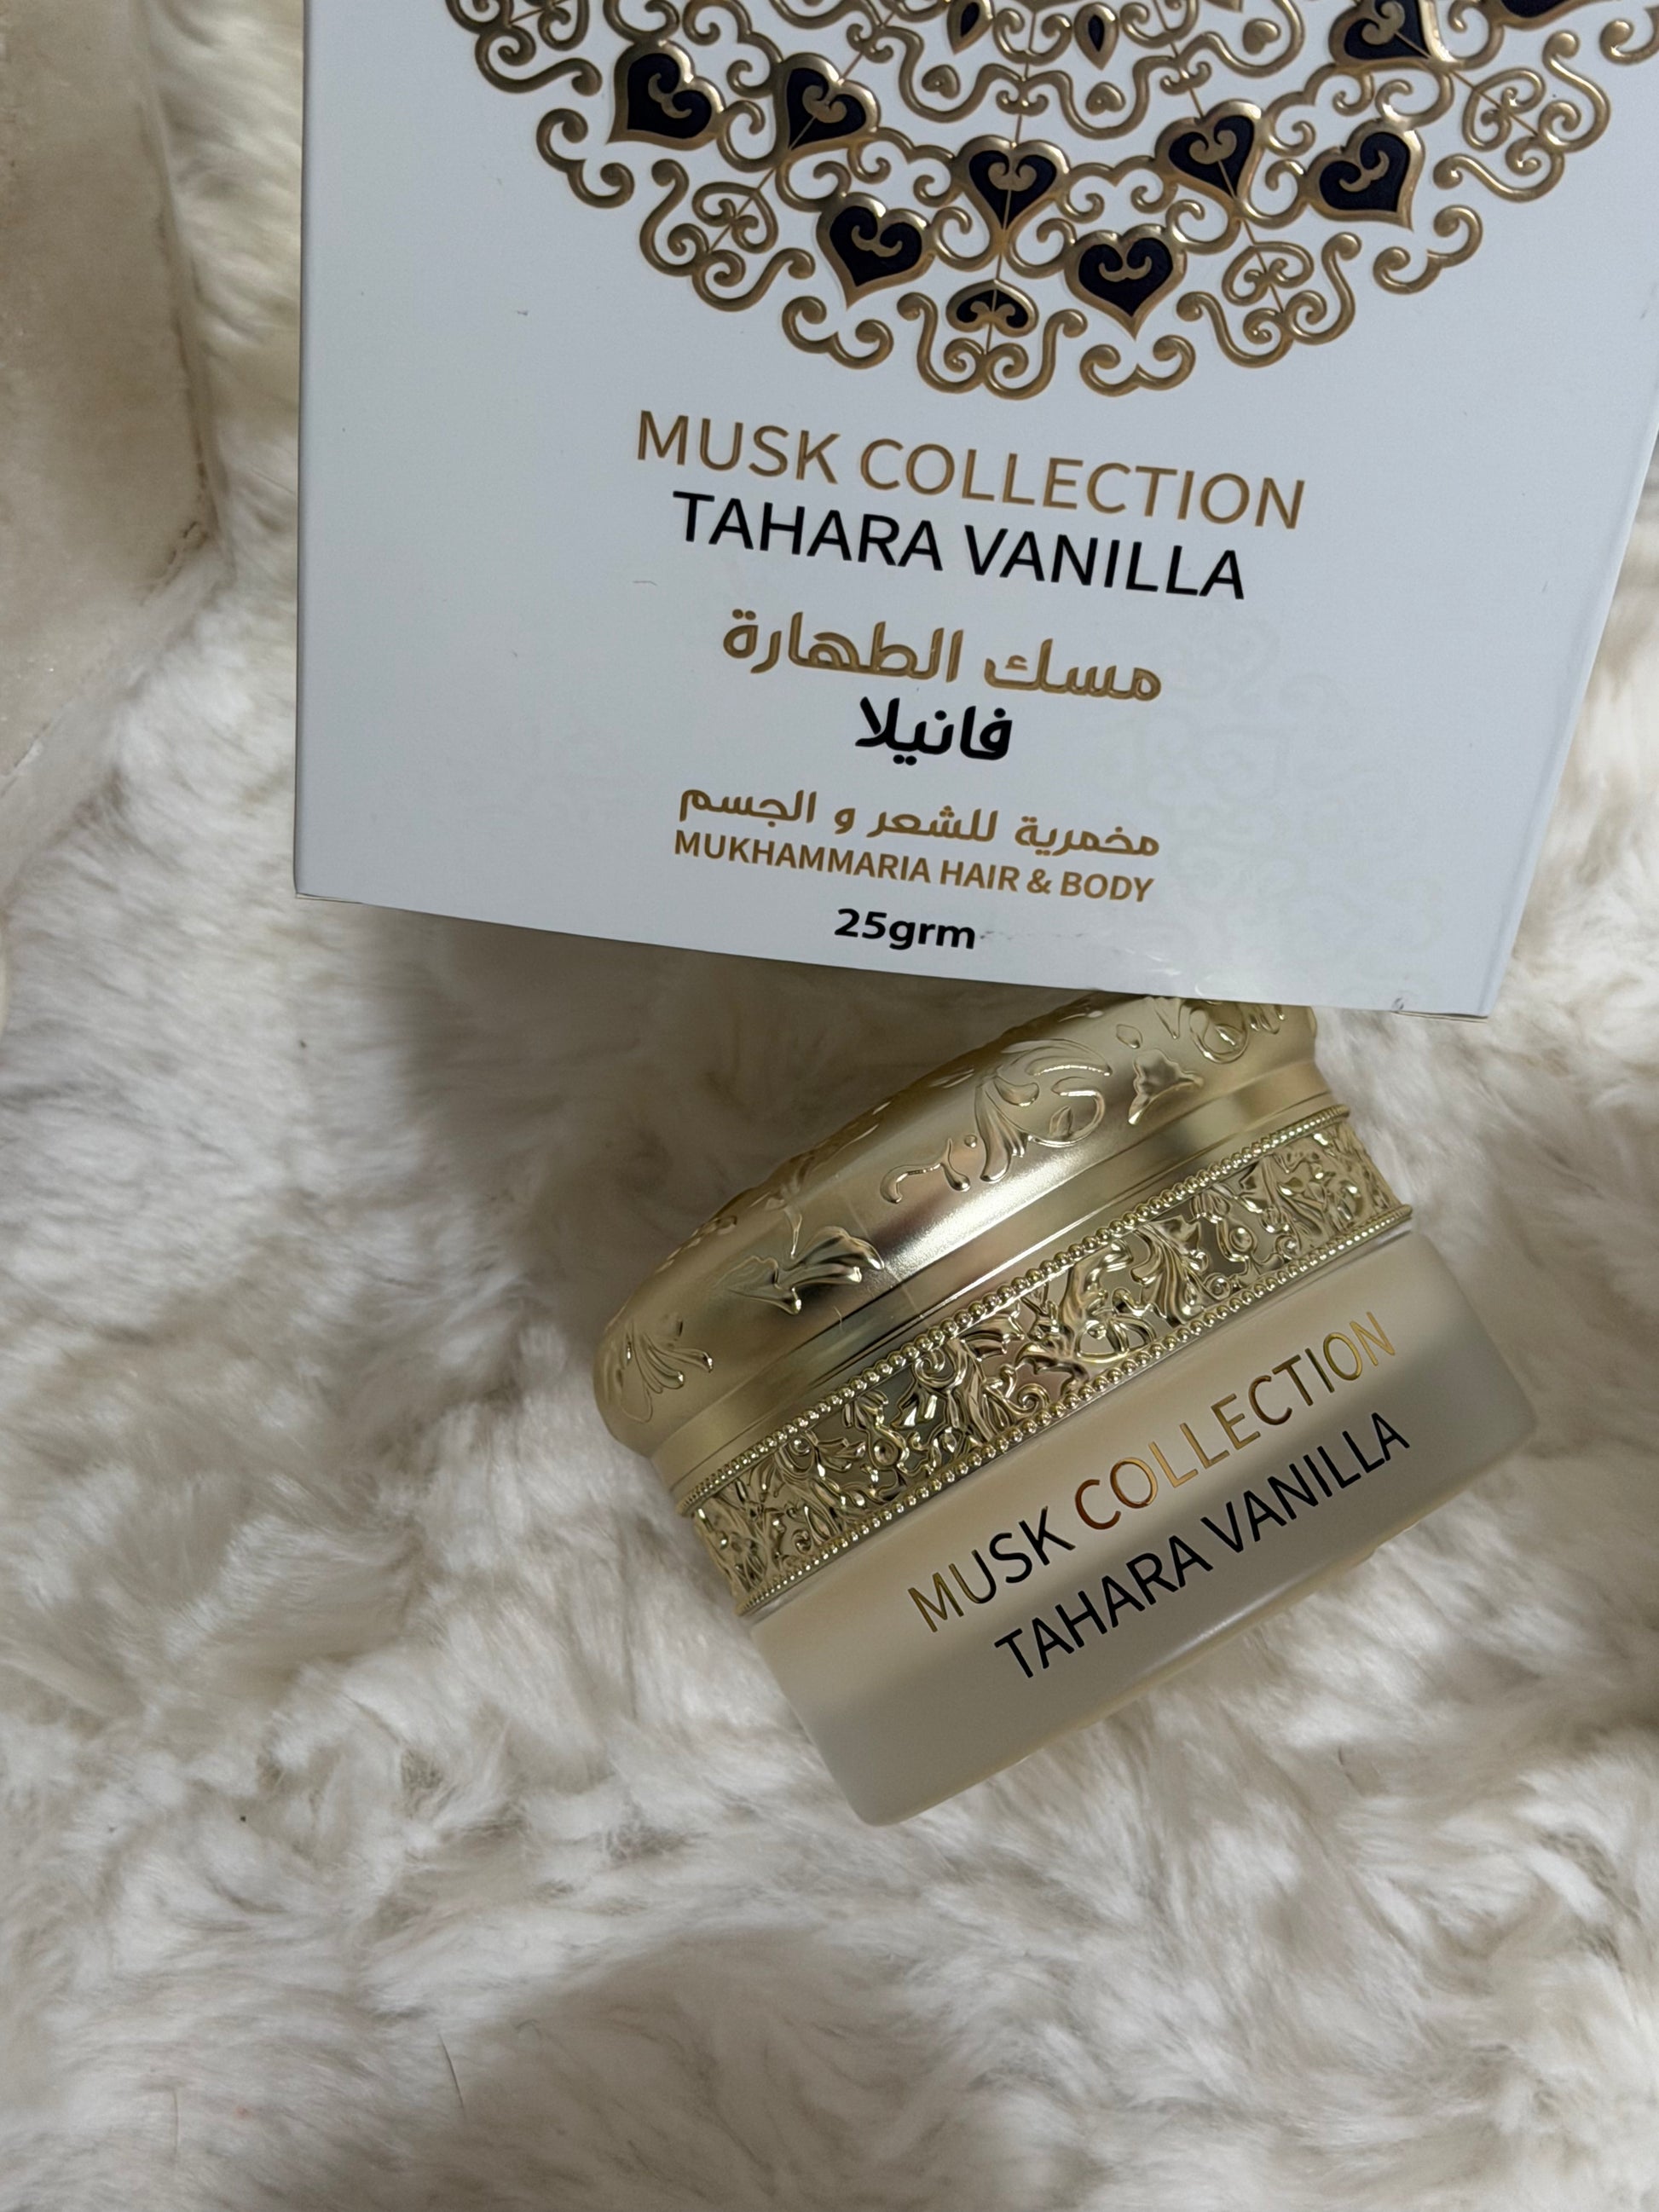 MUSK COLLECTION
TAHARA VANILLA
مسك الطهارة
فانيلا
مخمرية للشعر و الجسم
MUKHAMMARIA HAIR & BODY
25grm
MUSK COLLECTION
TAHARA VANILLA